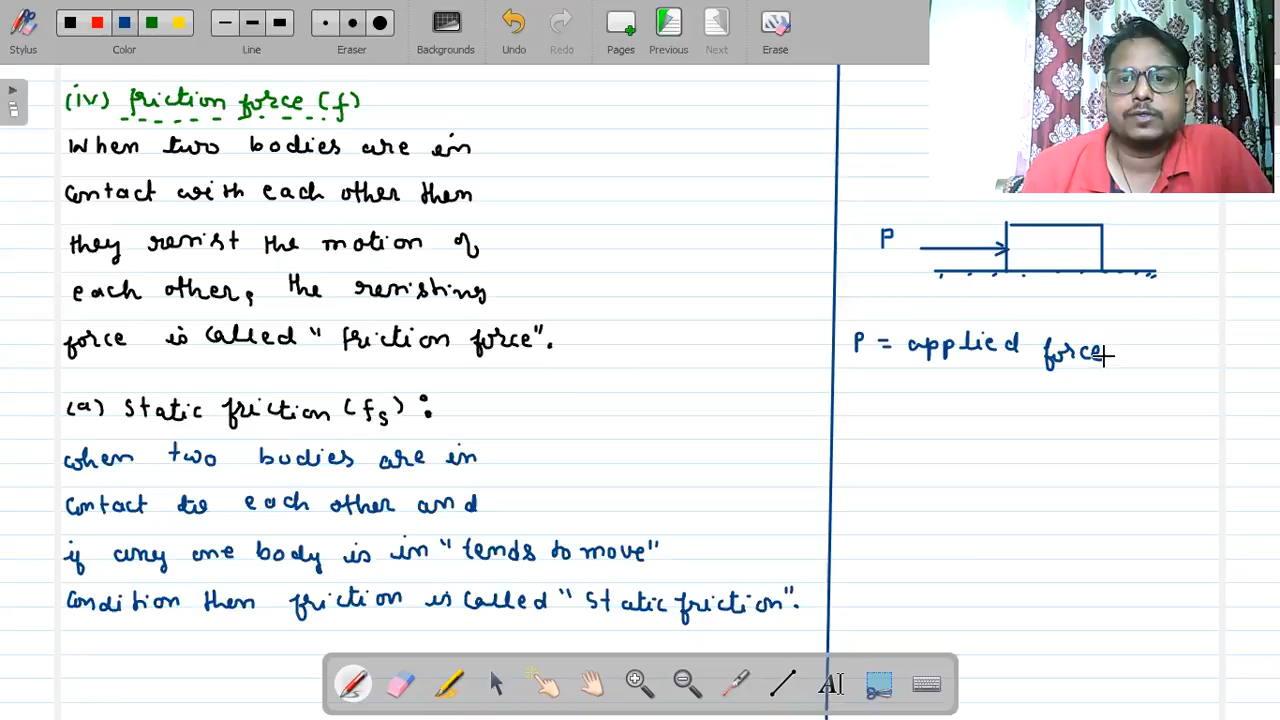 Stylus
Color
Line
Eraser
Backgrounds
Undo
Redo
Pages
Previous
Next
Erase
(iv) friction force (f)
When two bodies are in
contact with each other then
they resist the motion of
each other, the resisting
force is called "friction force".
(a) Static friction (fs) :
when two bodies are in
contact to each other and
if any one body is in "tends to move"
condition then friction is called "static friction".
P
P = applied force
AI